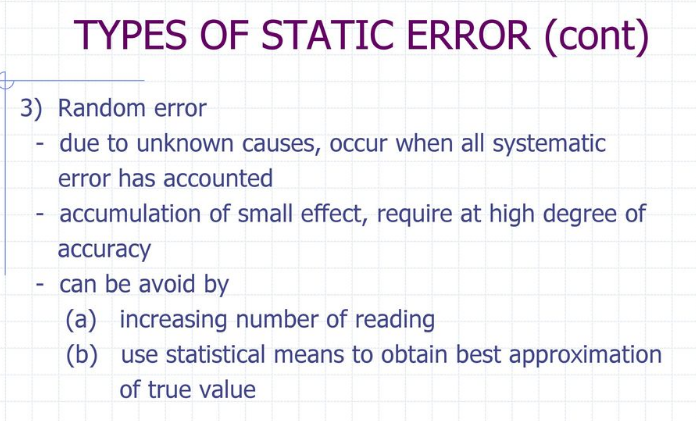 TYPES OF STATIC ERROR (cont)
3) Random error
- due to unknown causes, occur when all systematic
error has accounted
- accumulation of small effect, require at high degree of
accuracy
- can be avoid by
(a) increasing number of reading
(b) use statistical means to obtain best approximation
of true value